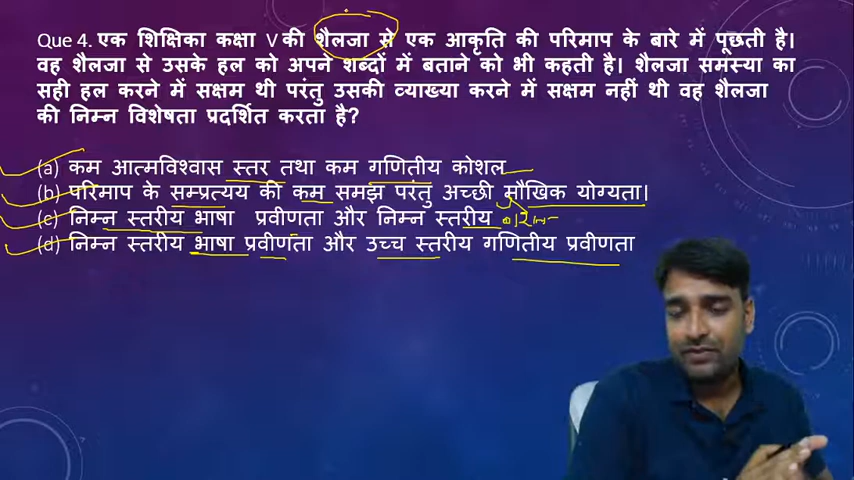 Que 4. एक शिक्षिका कक्षा V की शैलजा से एक आकृति की परिमाप के बारे में पूछती है।
वह शैलजा से उसके हल को अपने शब्दों में बताने को भी कहती है। शैलजा समस्या का
सही हल करने में सक्षम थी परंतु उसकी व्याख्या करने में सक्षम नहीं थी वह शैलजा
की निम्न विशेषता प्रदर्शित करता है?
(a) कम आत्मविश्वास स्तर तथा कम गणितीय कोशल
(b) परिमाप के सम्प्रत्यय की कम समझ परंतु अच्छी मौखिक योग्यता।
(c) निम्न स्तरीय भाषा प्रवीणता और निम्न स्तरीय
(d) निम्न स्तरीय भाषा प्रवीणता और उच्च स्तरीय गणितीय प्रवीणता